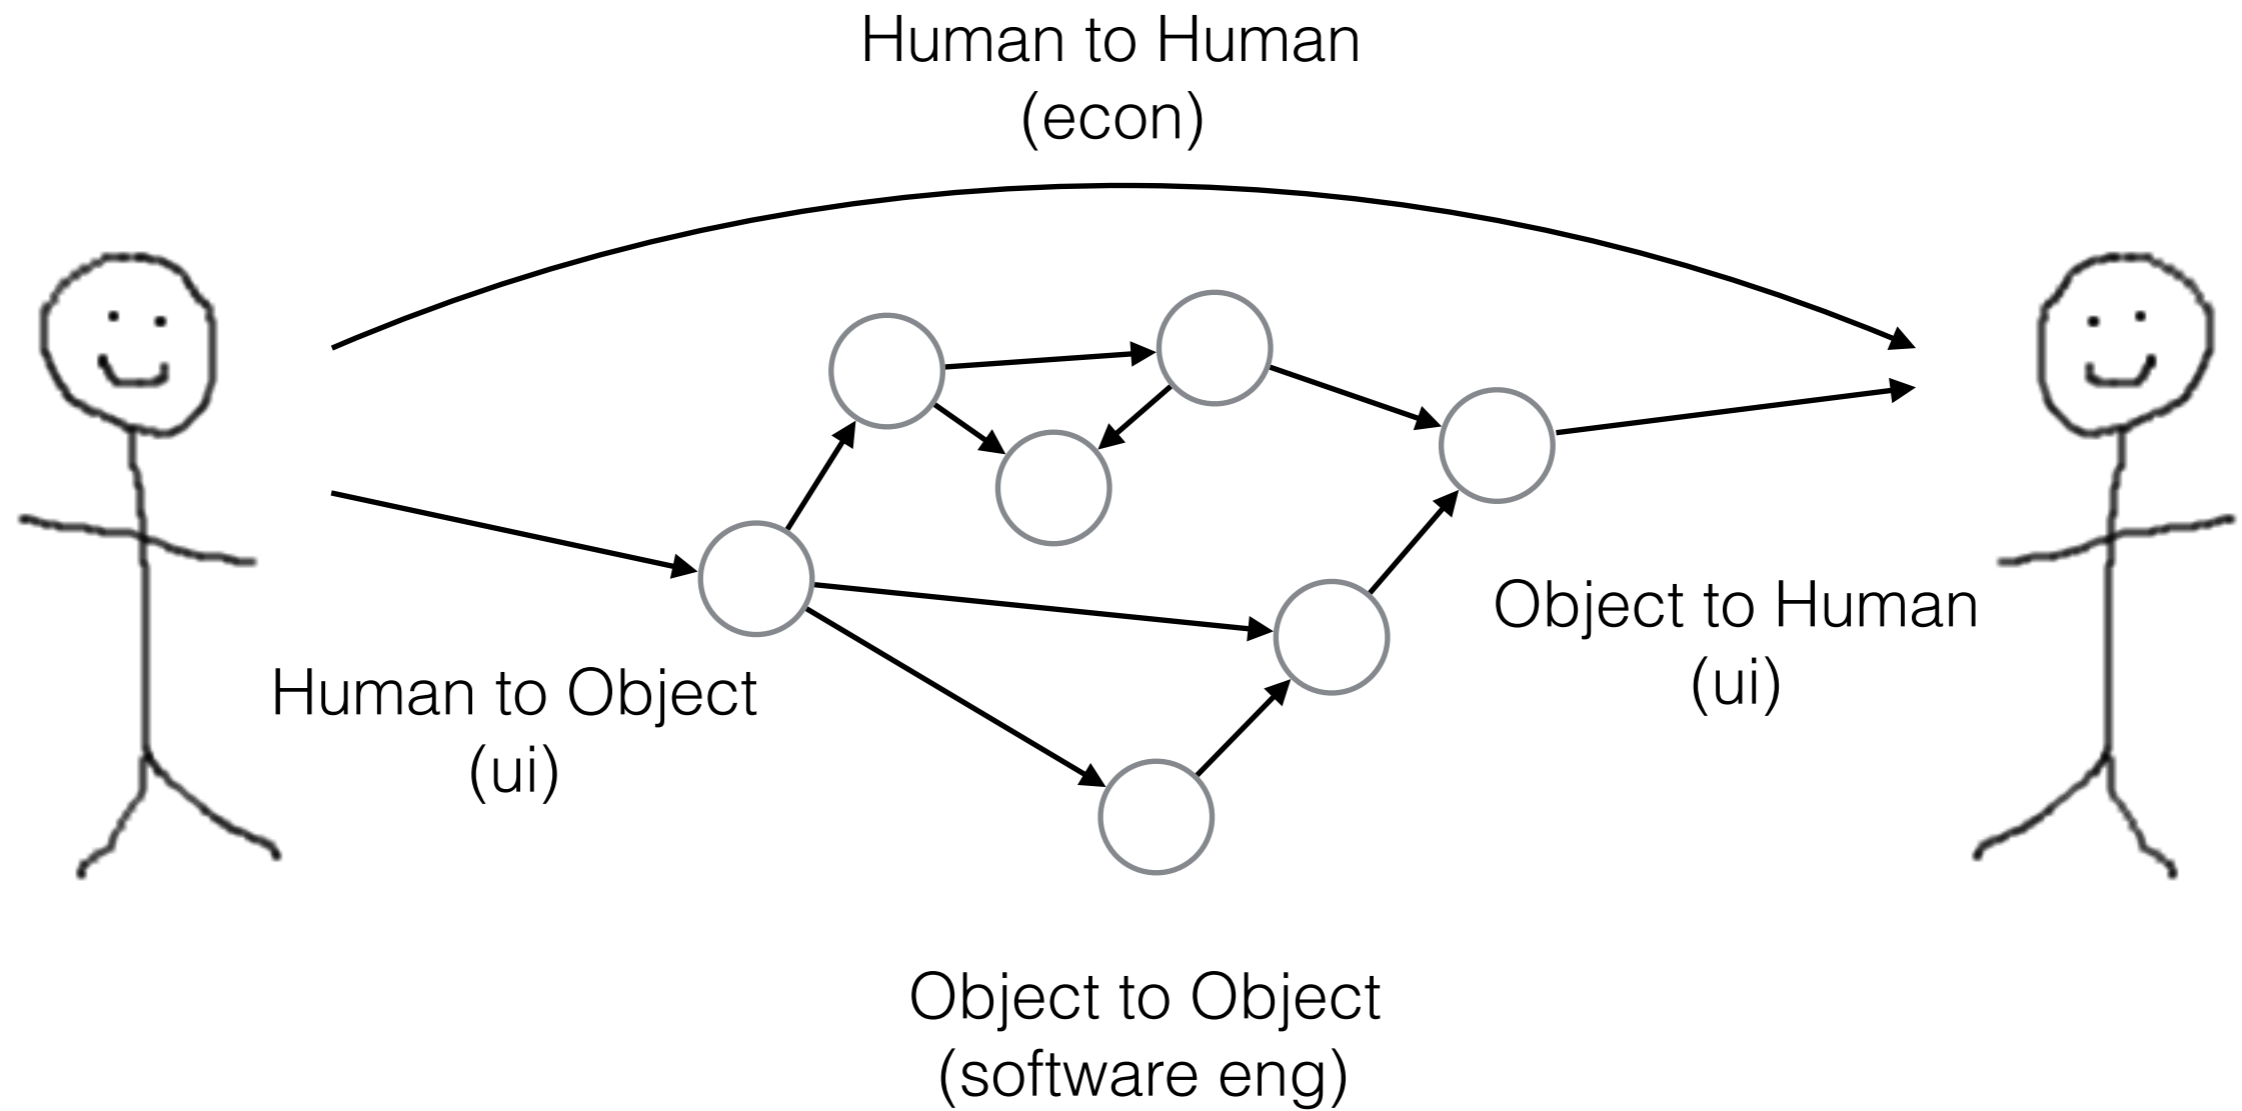 Human to Human
(econ)
Human to Object
(ui)
Object to Human
(ui)
Object to Object
(software eng)